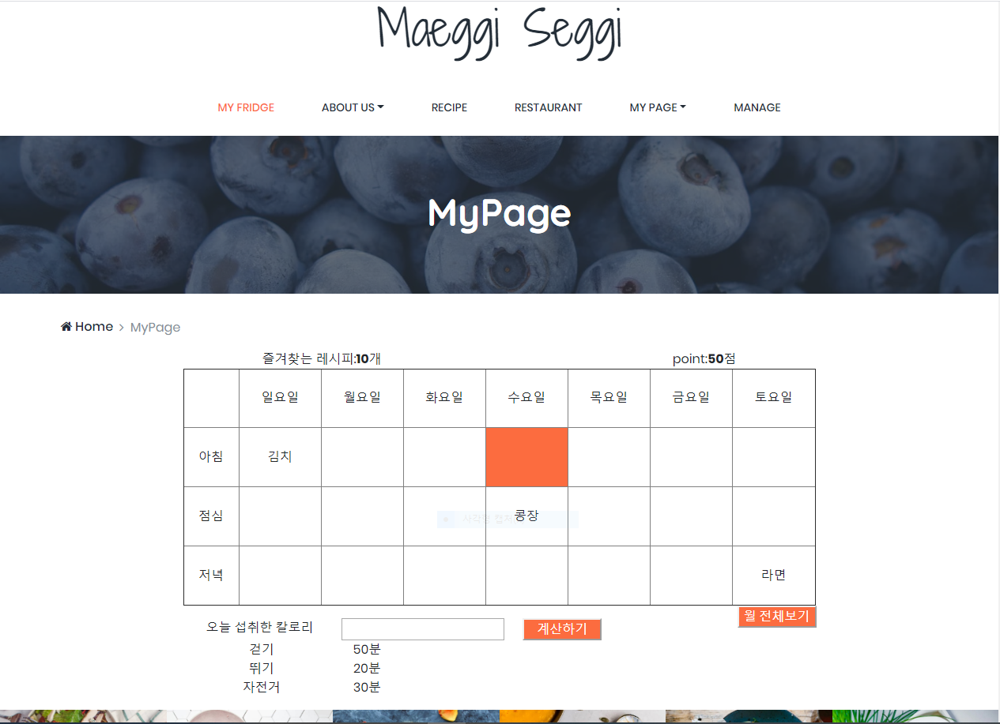 Maeggi Seggi
MY FRIDGE ABOUT US RECIPE RESTAURANT MY PAGE MANAGE
MyPage
Home > MyPage
즐겨찾는 레시피:10개 point:50점
일요일 월요일 화요일 수요일 목요일 금요일 토요일
아침 김치
점심 콩장
저녁 라면
월 전체보기
오늘 섭취한 칼로리 계산하기
걷기 50분
뛰기 20분
자전거 30분